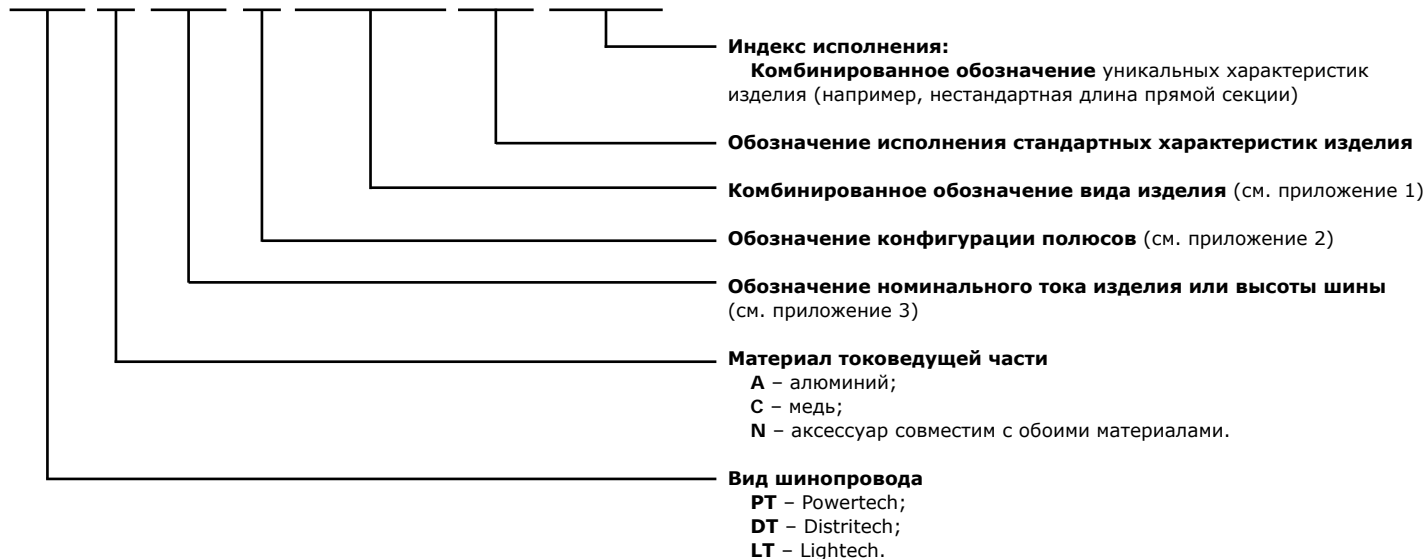 Индекс исполнения:
Комбинированное обозначение уникальных характеристик
изделия (например, нестандартная длина прямой секции)
Обозначение исполнения стандартных характеристик изделия
Комбинированное обозначение вида изделия (см. приложение 1)
Обозначение конфигурации полюсов (см. приложение 2)
Обозначение номинального тока изделия или высоты шины
(см. приложение 3)
Материал токоведущей части
A – алюминий;
C – медь;
N – аксессуар совместим с обоими материалами.
Вид шинопровода
PT – Powertech;
DT – Distritech;
LT – Lightech.